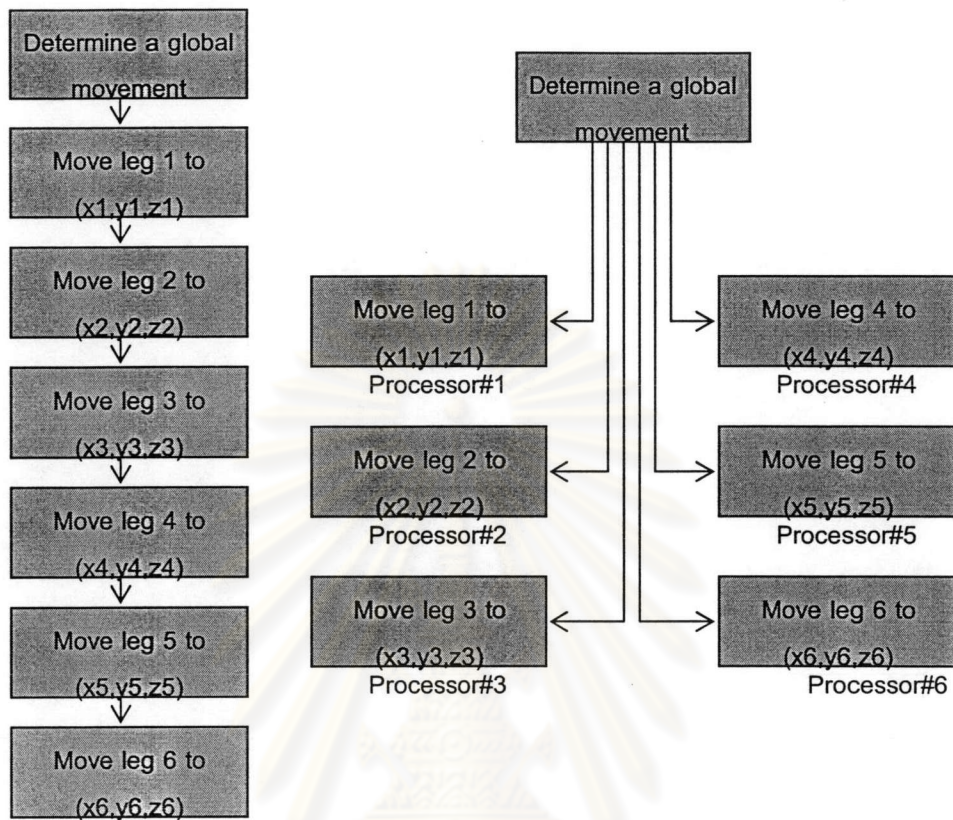 Determine a global
movement
Move leg 1 to
(x1,y1,z1)
Move leg 2 to
(x2,y2,z2)
Move leg 3 to
(x3,y3,z3)
Move leg 4 to
(x4,y4,z4)
Move leg 5 to
(x5,y5,z5)
Move leg 6 to
(x6,y6,z6)
Determine a global
movement
Move leg 1 to
(x1,y1,z1)
Processor#1
Move leg 2 to
(x2,y2,z2)
Processor#2
Move leg 3 to
(x3,y3,z3)
Processor#3
Move leg 4 to
(x4,y4,z4)
Processor#4
Move leg 5 to
(x5,y5,z5)
Processor#5
Move leg 6 to
(x6,y6,z6)
Processor#6